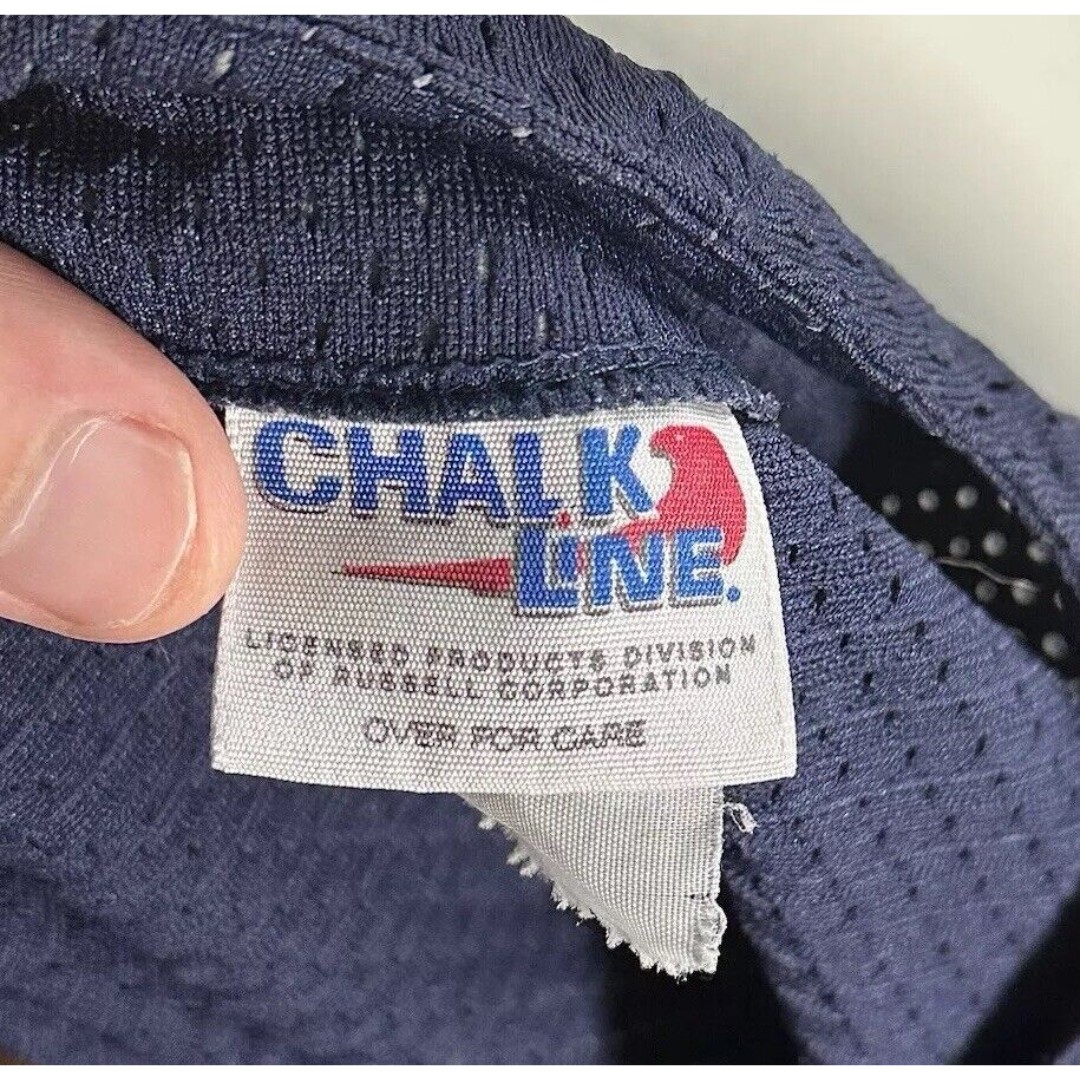 CHALK
LINE.
LICENSED PRODUCTS DIVISION
OF RUSSELL CORPORATION
OVER FOR CARE